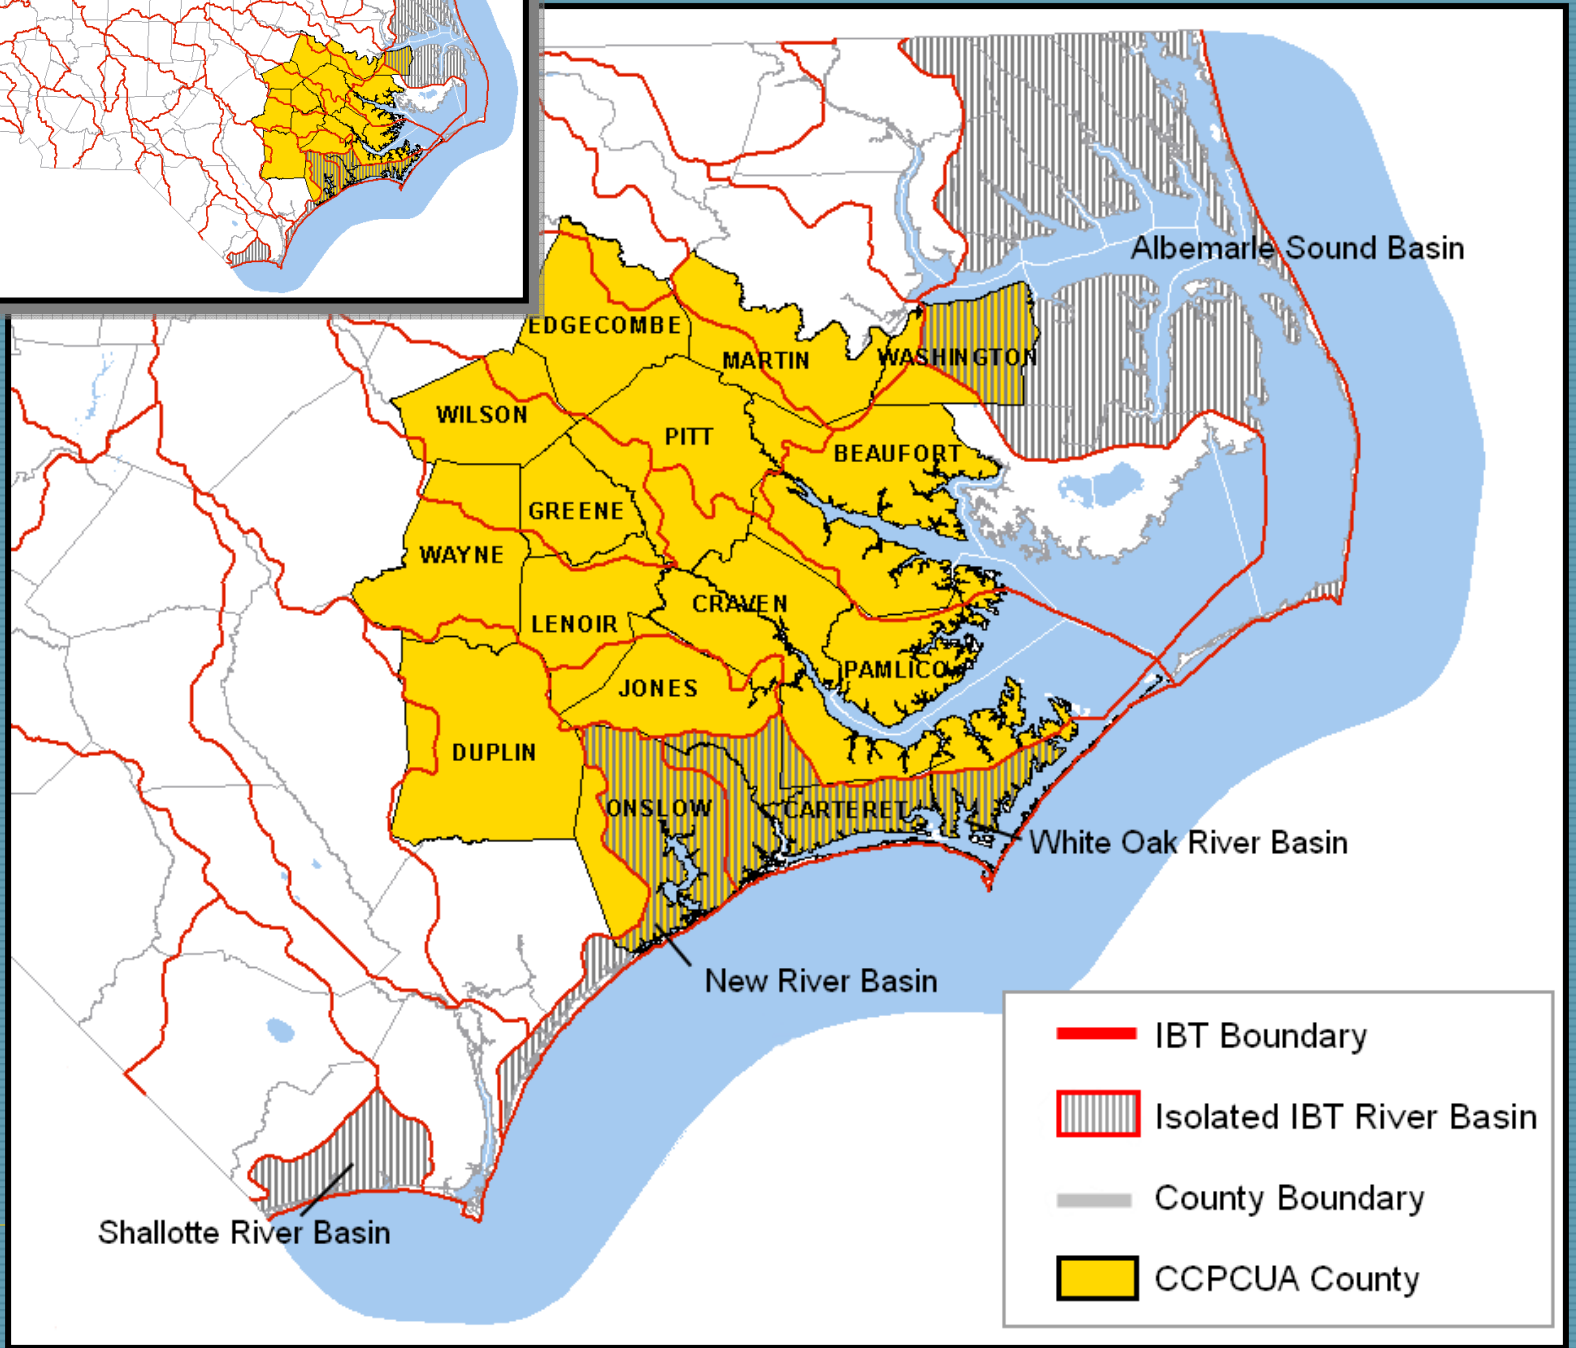 Albemarle Sound Basin
EDGECOMBE
MARTIN
WASHINGTON
WILSON
PITT
BEAUFORT
GREENE
WAYNE
CRAVEN
LENOIR
PAMLICO
JONES
DUPLIN
ONSLOW
CARTERET
White Oak River Basin
New River Basin
Shallotte River Basin
IBT Boundary
Isolated IBT River Basin
County Boundary
CCPCUA County